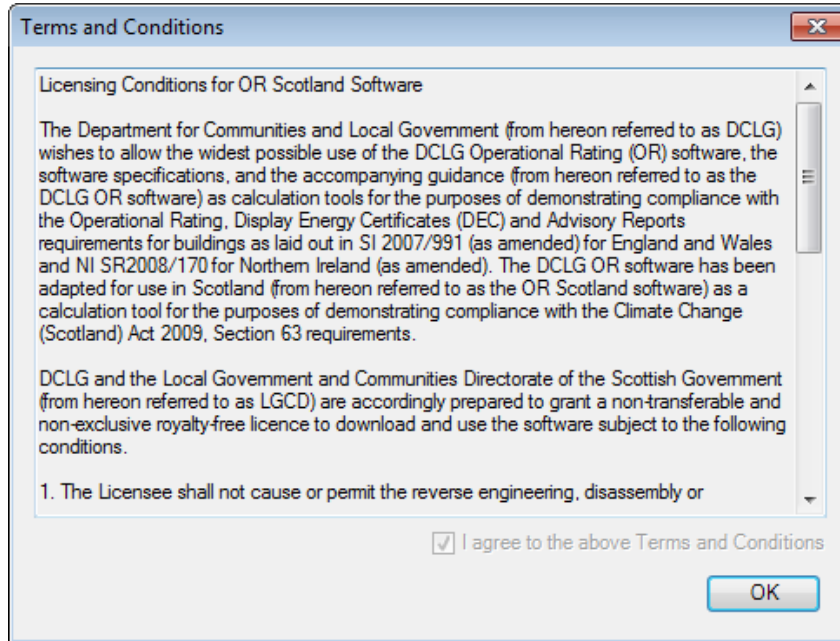 Terms and Conditions
Licensing Conditions for OR Scotland Software
The Department for Communities and Local Government (from hereon referred to as DCLG)
wishes to allow the widest possible use of the DCLG Operational Rating (OR) software, the
software specifications, and the accompanying guidance (from hereon referred to as the
DCLG OR software) as calculation tools for the purposes of demonstrating compliance with
the Operational Rating, Display Energy Certificates (DEC) and Advisory Reports
requirements for buildings as laid out in SI 2007/991 (as amended) for England and Wales
and NI SR2008/170 for Northern Ireland (as amended). The DCLG OR software has been
adapted for use in Scotland (from hereon referred to as the OR Scotland software) as a
calculation tool for the purposes of demonstrating compliance with the Climate Change
(Scotland) Act 2009, Section 63 requirements.
DCLG and the Local Government and Communities Directorate of the Scottish Government
(from hereon referred to as LGCD) are accordingly prepared to grant a non-transferable and
non-exclusive royalty-free licence to download and use the software subject to the following
conditions.
1. The Licensee shall not cause or permit the reverse engineering, disassembly or
I agree to the above Terms and Conditions
OK